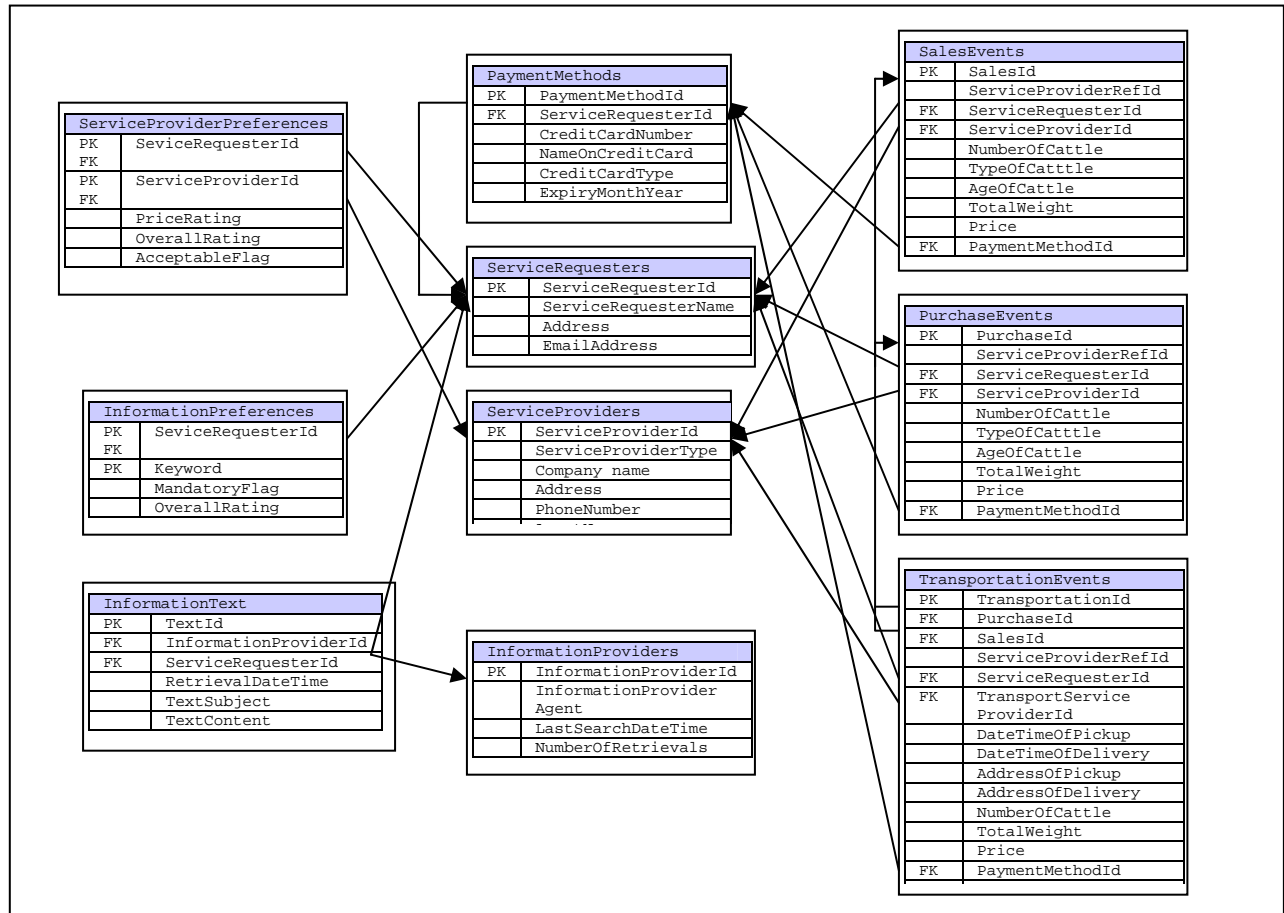 ServiceProviderPreferences
PK SeviceRequesterId
FK
PK ServiceProviderId
FK
PriceRating
OverallRating
AcceptableFlag
InformationPreferences
PK SeviceRequesterId
FK
PK Keyword
MandatoryFlag
OverallRating
InformationText
PK TextId
FK InformationProviderId
FK ServiceRequesterId
RetrievalDateTime
TextSubject
TextContent
PaymentMethods
PK PaymentMethodId
FK ServiceRequesterId
CreditCardNumber
NameOnCreditCard
CreditCardType
ExpiryMonthYear
ServiceRequesters
PK ServiceRequesterId
ServiceRequesterName
Address
EmailAddress
ServiceProviders
PK ServiceProviderId
ServiceProviderType
Company name
Address
PhoneNumber
InformationProviders
PK InformationProviderId
InformationProvider
Agent
LastSearchDateTime
NumberOfRetrievals
SalesEvents
PK SalesId
ServiceProviderRefId
FK ServiceRequesterId
FK ServiceProviderId
NumberOfCattle
TypeOfCatttle
AgeOfCattle
TotalWeight
Price
FK PaymentMethodId
PurchaseEvents
PK PurchaseId
ServiceProviderRefId
FK ServiceRequesterId
FK ServiceProviderId
NumberOfCattle
TypeOfCatttle
AgeOfCattle
TotalWeight
Price
FK PaymentMethodId
TransportationEvents
PK TransportationId
FK PurchaseId
FK SalesId
ServiceProviderRefId
FK ServiceRequesterId
FK TransportService
ProviderId
DateTimeOfPickup
DateTimeOfDelivery
AddressOfPickup
AddressOfDelivery
NumberOfCattle
TotalWeight
Price
FK PaymentMethodId